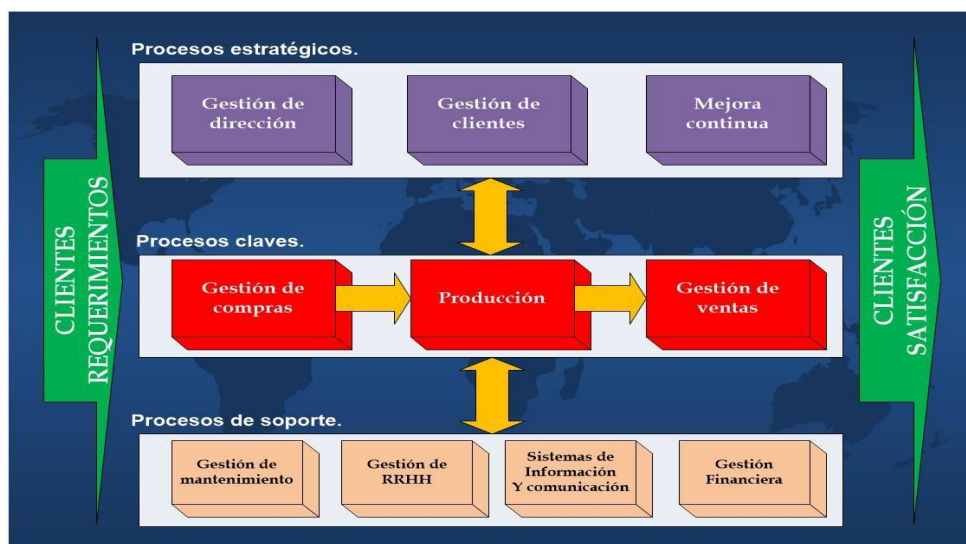 Procesos estratégicos.
Gestión de
dirección
Gestión de
clientes
Mejora
continua
CLIENTES
REQUERIMIENTOS
Procesos claves.
Gestión de
compras
Producción
Gestión de
ventas
CLIENTES
SATISFACCIÓN
Procesos de soporte.
Gestión de
mantenimiento
Gestión de
RRHH
Sistemas de
Información
Y comunicación
Gestión
Financiera